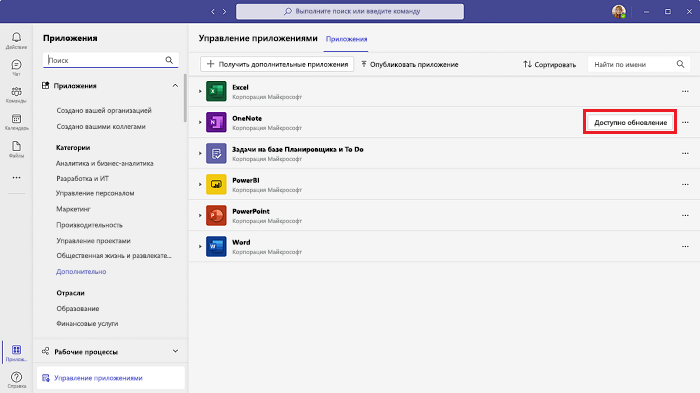 Выполните поиск или введите команду
Действия
Чат
Команды
Календарь
Файлы
Прилож...
Справка
Приложения
Поиск
Приложения
Создано вашей организацией
Создано вашими коллегами
Категории
Аналитика и бизнес-аналитика
Разработка и ИТ
Управление персоналом
Маркетинг
Производительность
Управление проектами
Общественная жизнь и развлекате...
Дополнительно
Отрасли
Образование
Финансовые услуги
Рабочие процессы
Управление приложениями
Управление приложениями Приложения
Получить дополнительные приложения Опубликовать приложение Сортировать Найти по имени
Excel
Корпорация Майкрософт
OneNote
Корпорация Майкрософт
Доступно обновление
Задачи на базе Планировщика и To Do
PowerBI
Корпорация Майкрософт
PowerPoint
Корпорация Майкрософт
Word
Корпорация Майкрософт